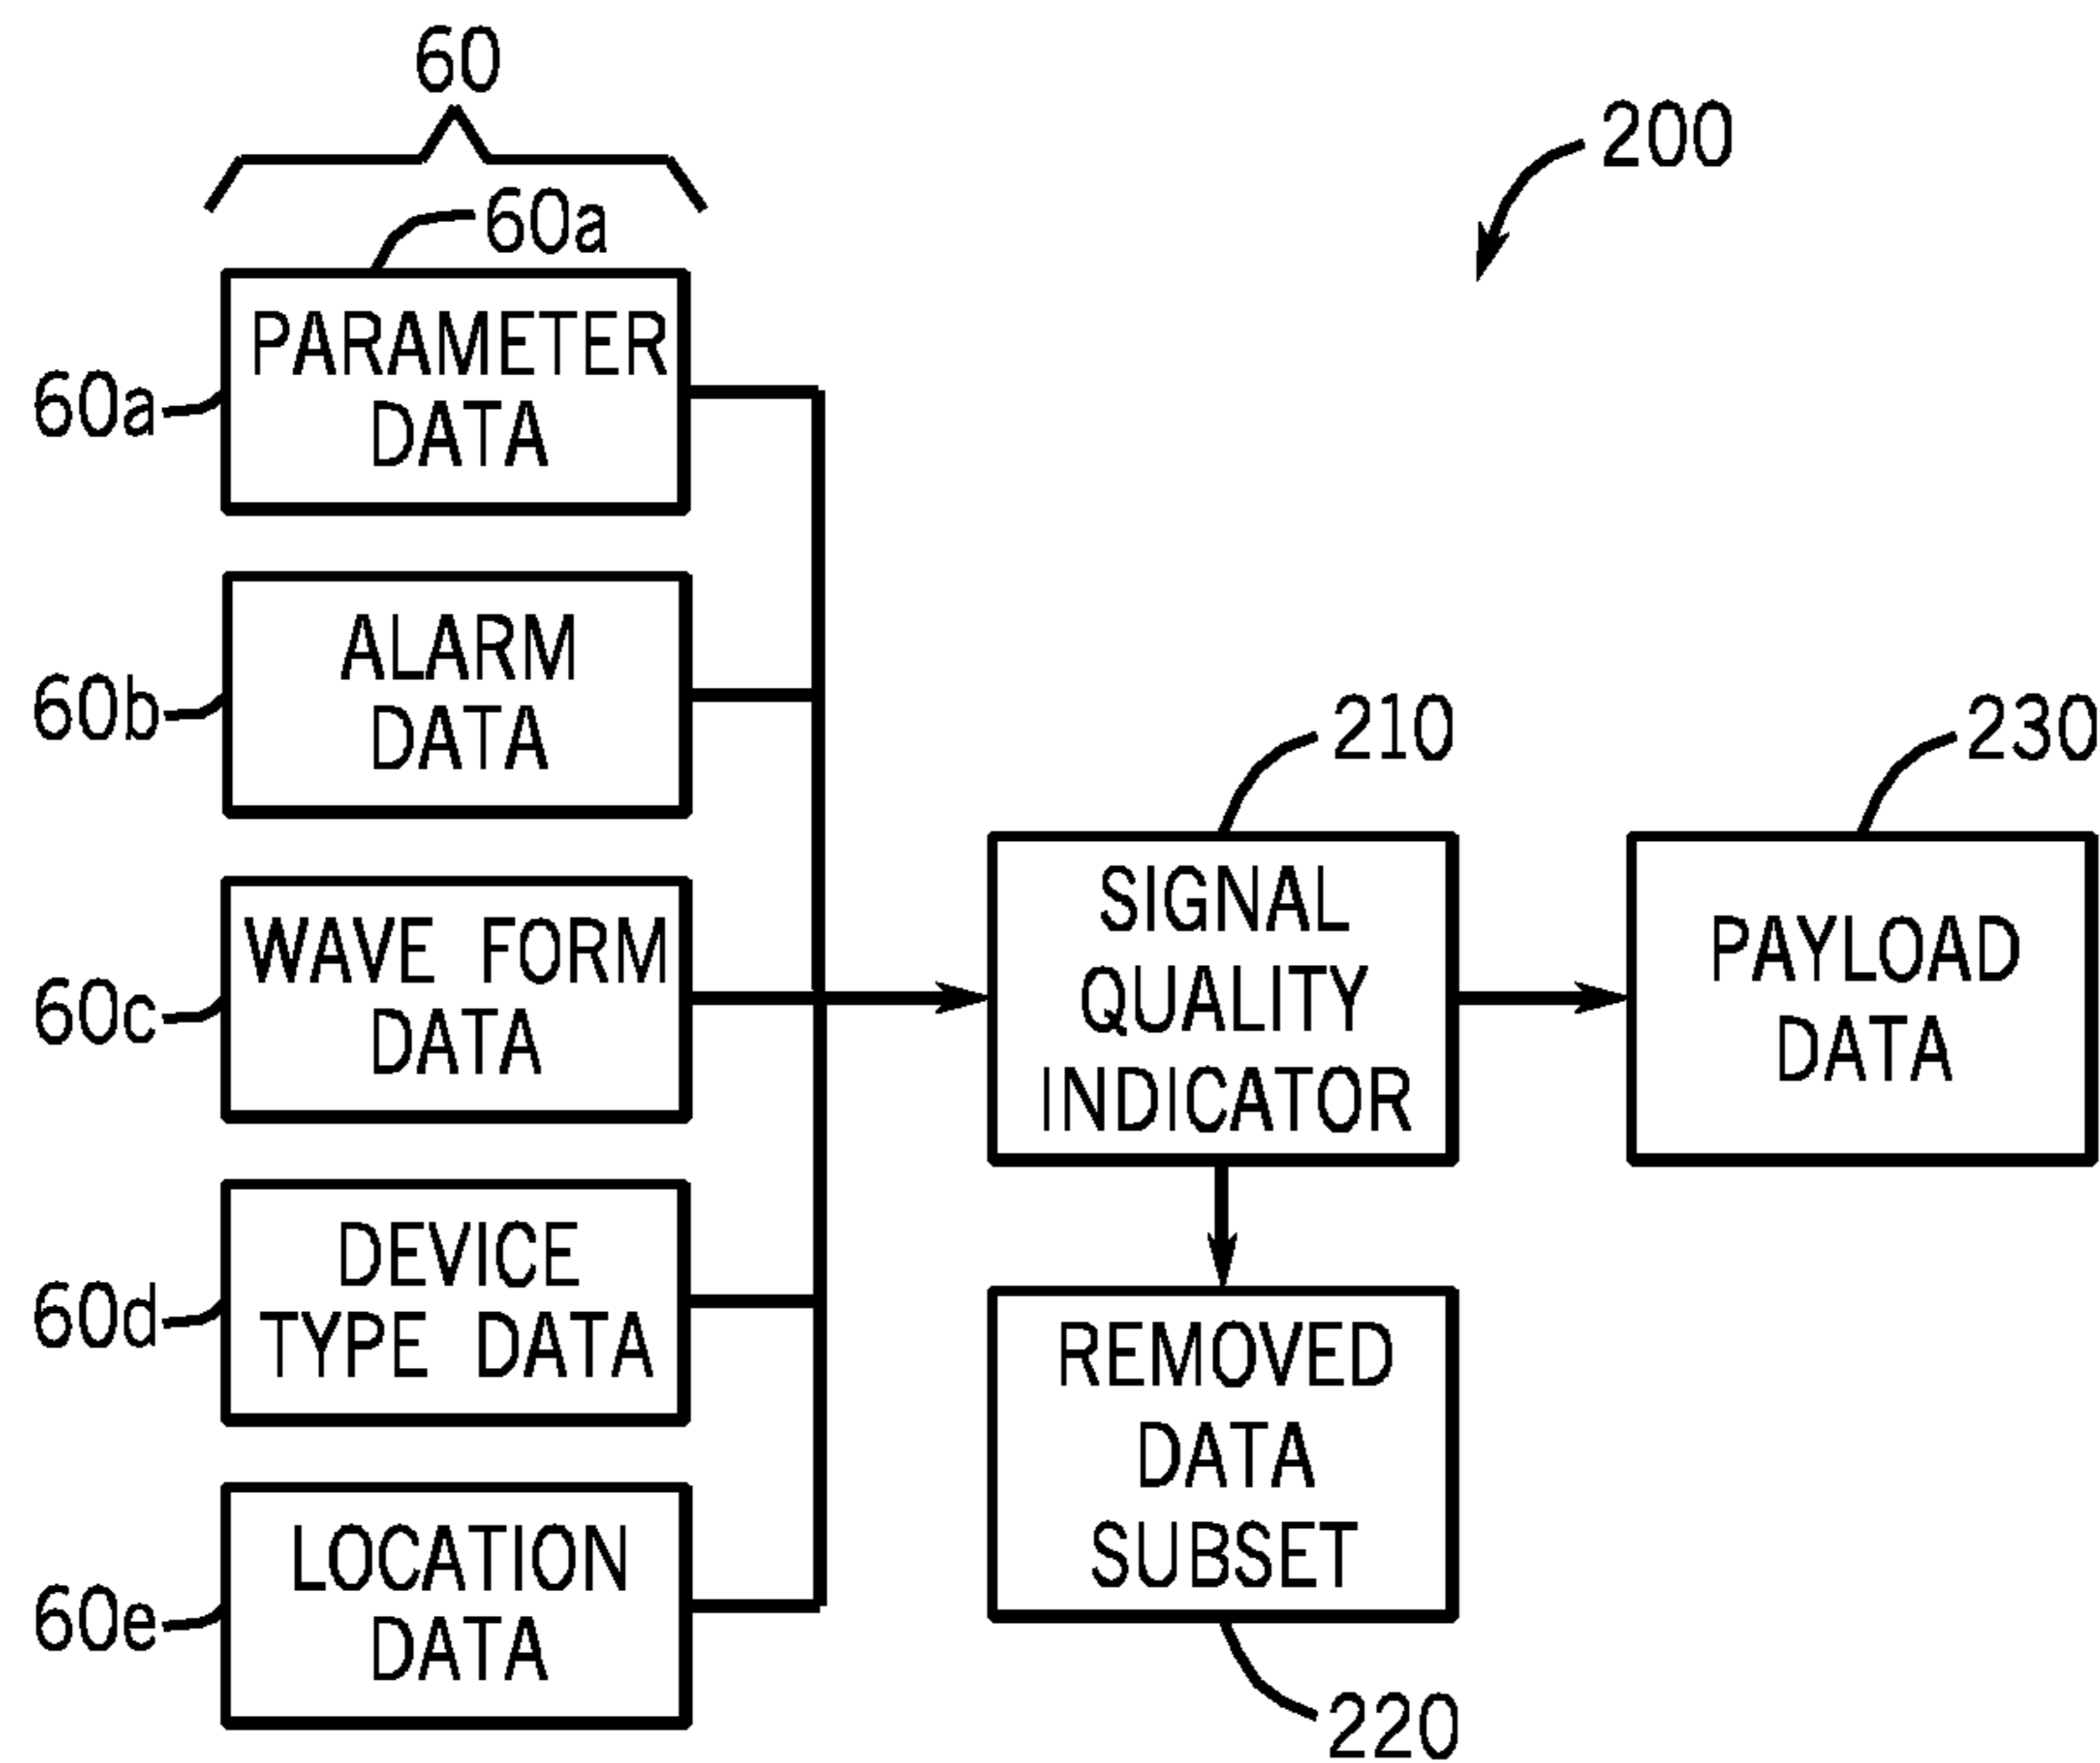 60
200
60a
PARAMETER
DATA
60a
ALARM
DATA
60b
WAVE FORM
DATA
60c
DEVICE
TYPE DATA
60d
LOCATION
DATA
60e
210
SIGNAL
QUALITY
INDICATOR
230
PAYLOAD
DATA
REMOVED
DATA
SUBSET
220